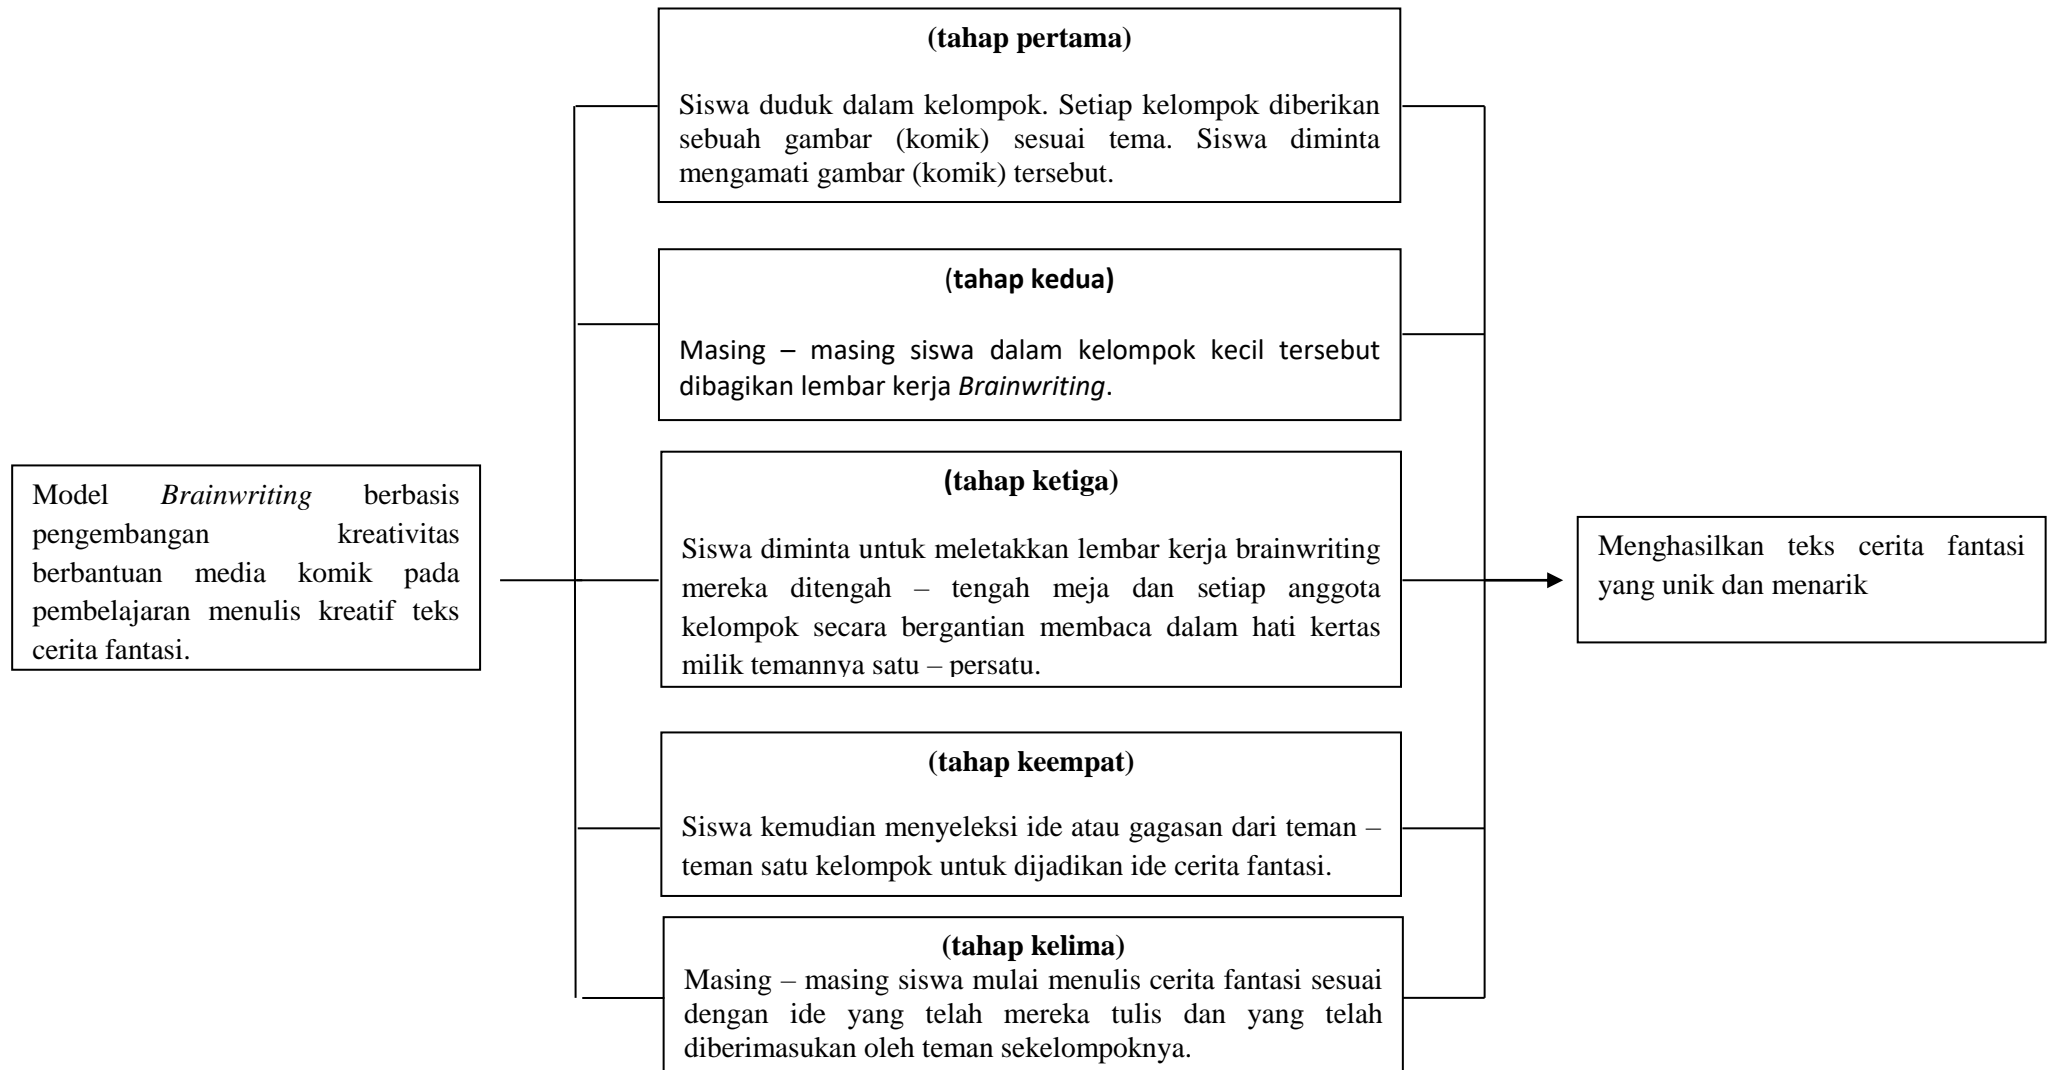 Model Brainwriting berbasis
pengembangan kreativitas
berbantuan media komik pada
pembelajaran menulis kreatif teks
cerita fantasi.
(tahap pertama)
Siswa duduk dalam kelompok. Setiap kelompok diberikan
sebuah gambar (komik) sesuai tema. Siswa diminta
mengamati gambar (komik) tersebut.
(tahap kedua)
Masing – masing siswa dalam kelompok kecil tersebut
dibagikan lembar kerja Brainwriting.
(tahap ketiga)
Siswa diminta untuk meletakkan lembar kerja brainwriting
mereka ditengah – tengah meja dan setiap anggota
kelompok secara bergantian membaca dalam hati kertas
milik temannya satu – persatu.
(tahap keempat)
Siswa kemudian menyeleksi ide atau gagasan dari teman –
teman satu kelompok untuk dijadikan ide cerita fantasi.
(tahap kelima)
Masing – masing siswa mulai menulis cerita fantasi sesuai
dengan ide yang telah mereka tulis dan yang telah
diberimasukan oleh teman sekelompoknya.
Menghasilkan teks cerita fantasi
yang unik dan menarik